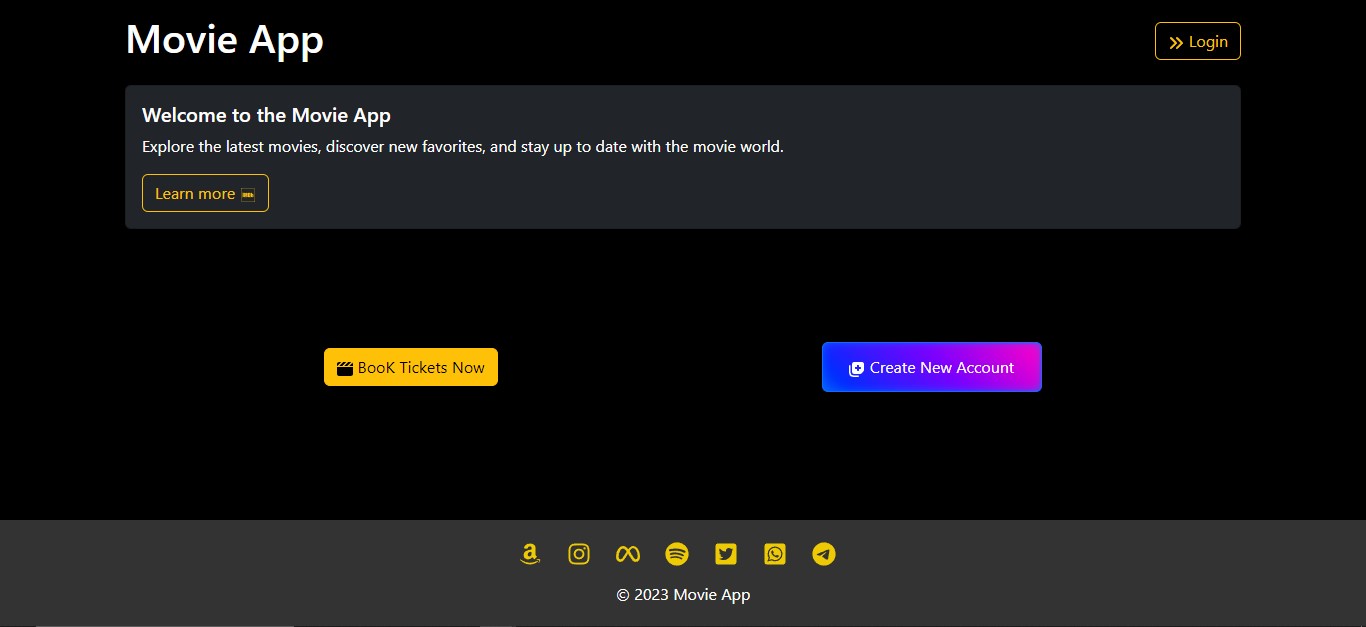 Movie App
Login
Welcome to the Movie App
Explore the latest movies, discover new favorites, and stay up to date with the movie world.
Learn more
BooK Tickets Now
Create New Account
© 2023 Movie App